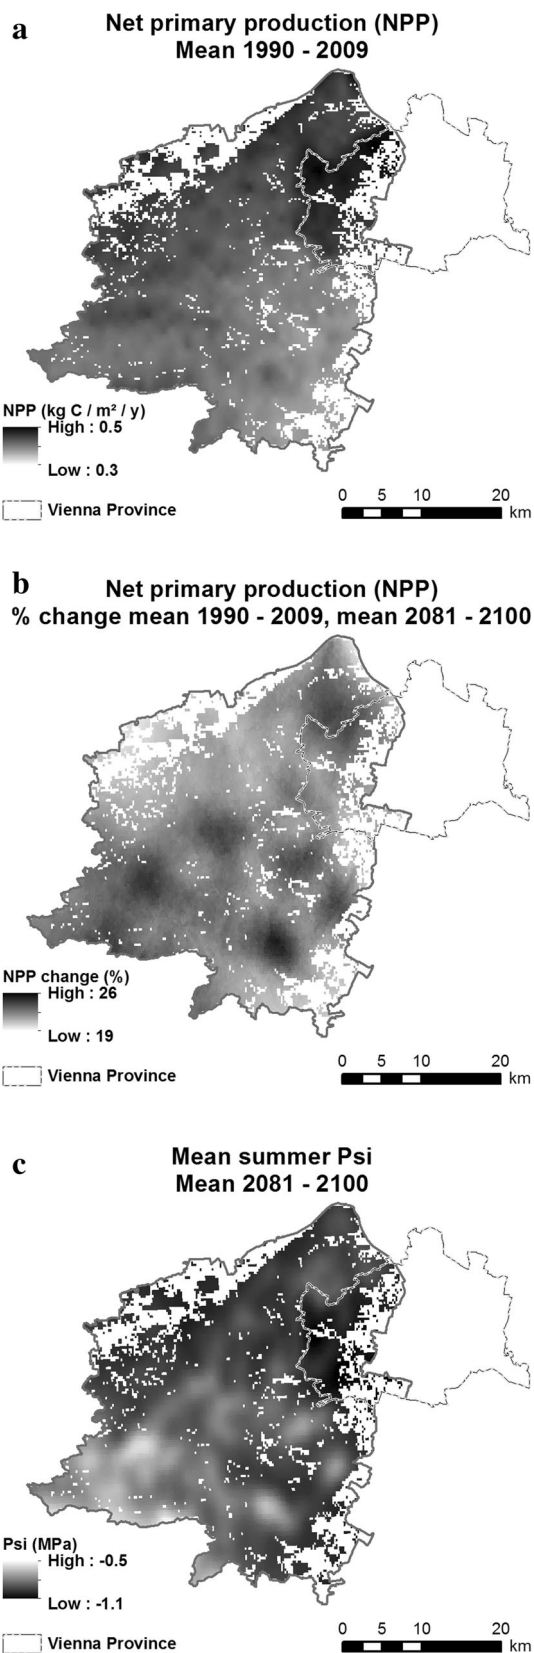 a
Net primary production (NPP)
Mean 1990 - 2009
NPP (kg C / m² / y)
High : 0.5
Low : 0.3
Vienna Province
0 5 10 20
km
b
Net primary production (NPP)
% change mean 1990 - 2009, mean 2081 - 2100
NPP change (%)
High : 26
Low : 19
Vienna Province
0 5 10 20
km
c
Mean summer Psi
Mean 2081 - 2100
Psi (MPa)
High : -0.5
Low : -1.1
Vienna Province
0 5 10 20
km